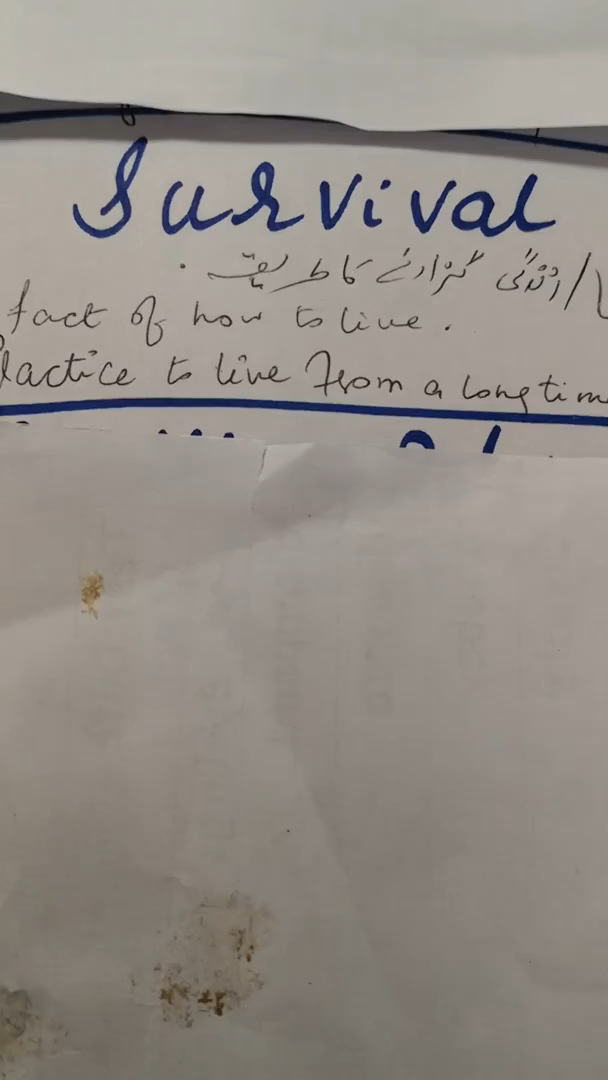 Survival
/ زندگی گزارنے کا طریقہ .
fact of how to live .
Practice to live from a long time